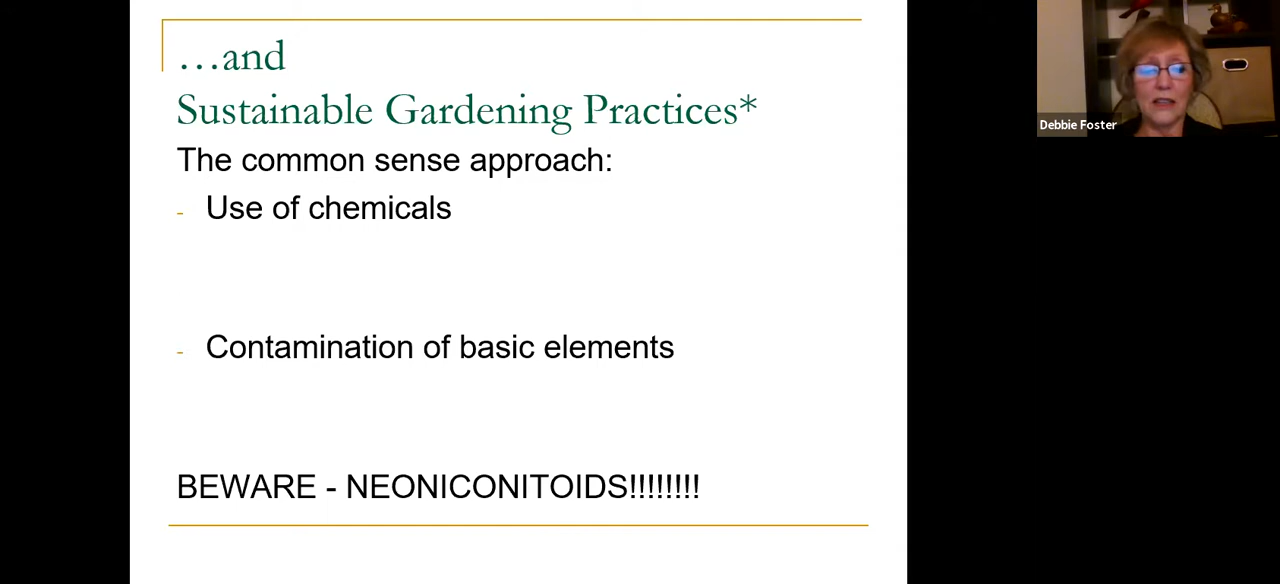 …and
Sustainable Gardening Practices*
The common sense approach:
- Use of chemicals
- Contamination of basic elements
BEWARE - NEONICONITOIDS!!!!!!!!
Debbie Foster